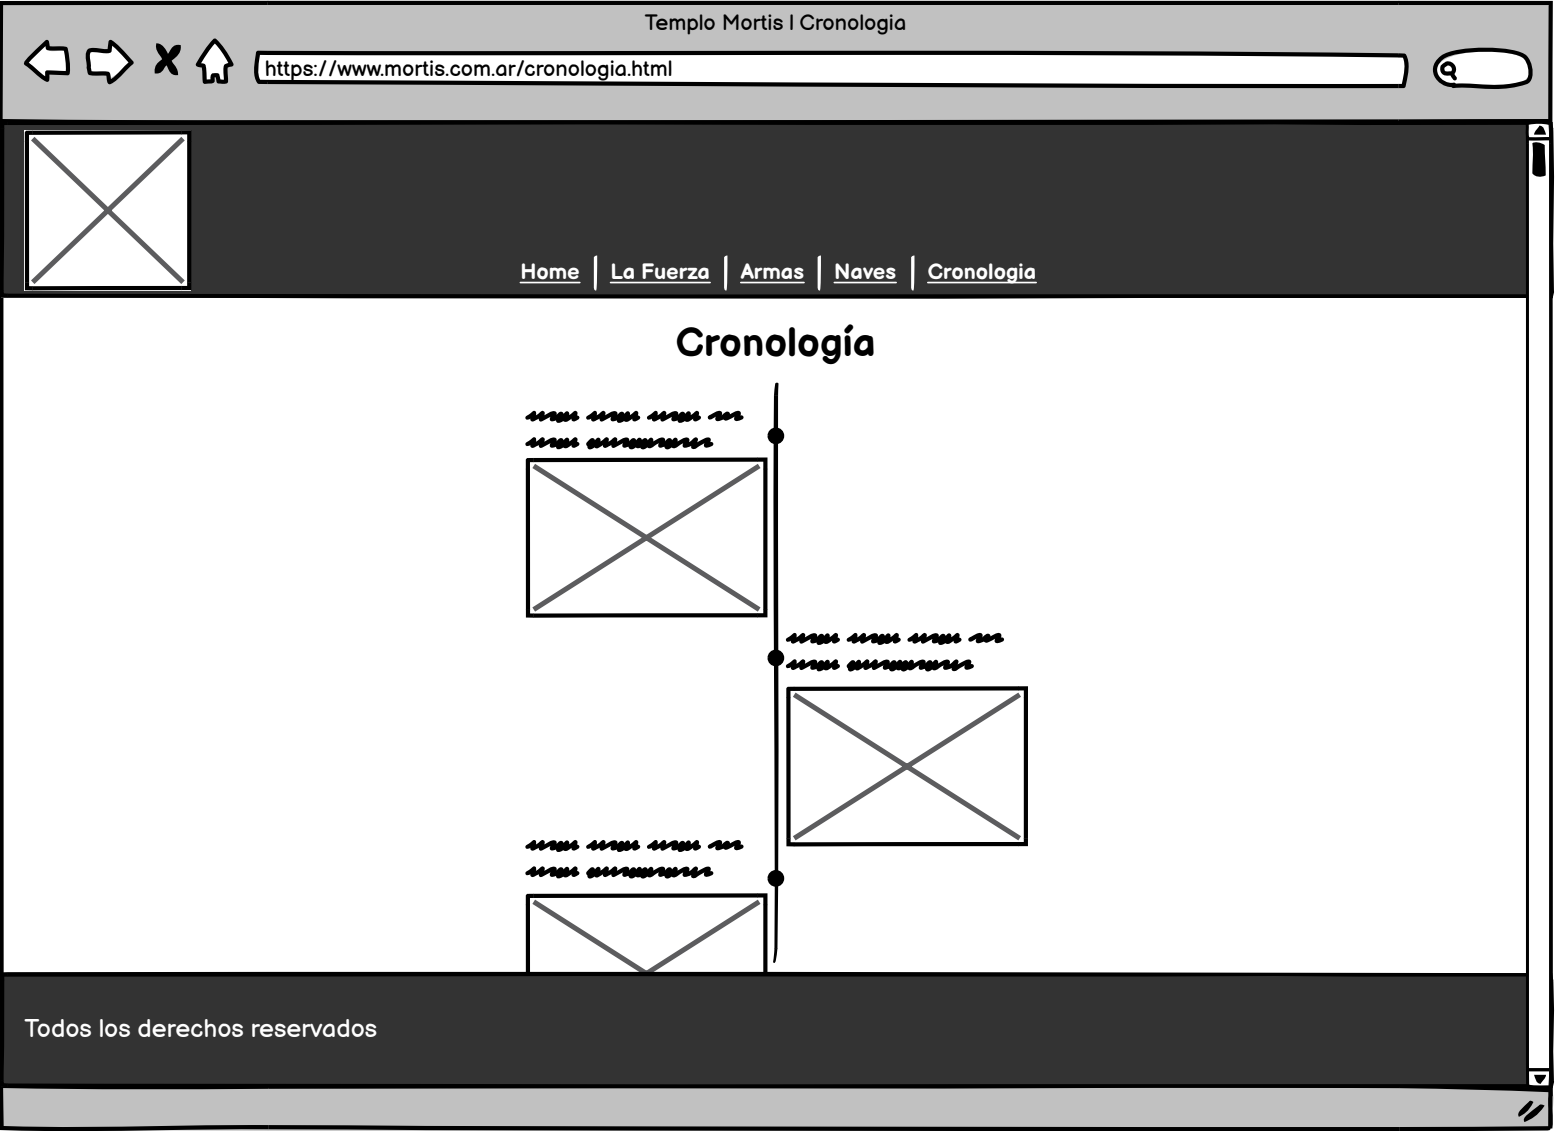 Templo Mortis | Cronologia
https://www.mortis.com.ar/cronologia.html
Home | La Fuerza | Armas | Naves | Cronologia
Cronología
Todos los derechos reservados